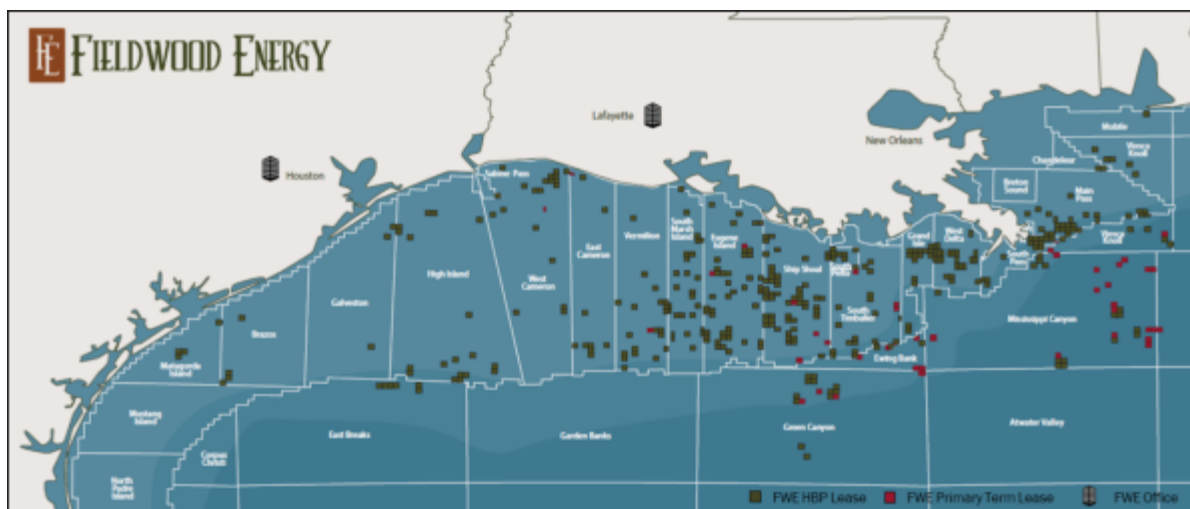 FE FIELDWOOD ENERGY
Lafayette
New Orleans
Houston
Mobile
Viosca
Knoll
Chandeleur
Breton
Sound
Main
Pass
Viosca
Knoll
Sabine Pass
South
Marsh
Island
Eugene
Island
Grand
Isle
West
Delta
South
Pass
East
Cameron
Vermilion
West
Cameron
Ship Shoal
South
Pelto
South
Timbalier
High Island
Galveston
Brazos
Matagorda
Island
Mississippi Canyon
Ewing Bank
Mustang
Island
East Breaks
Garden Banks
Green Canyon
Atwater Valley
Corpus
Christi
North
Padre
Island
FWE HBP Lease
FWE Primary Term Lease
FWE Office